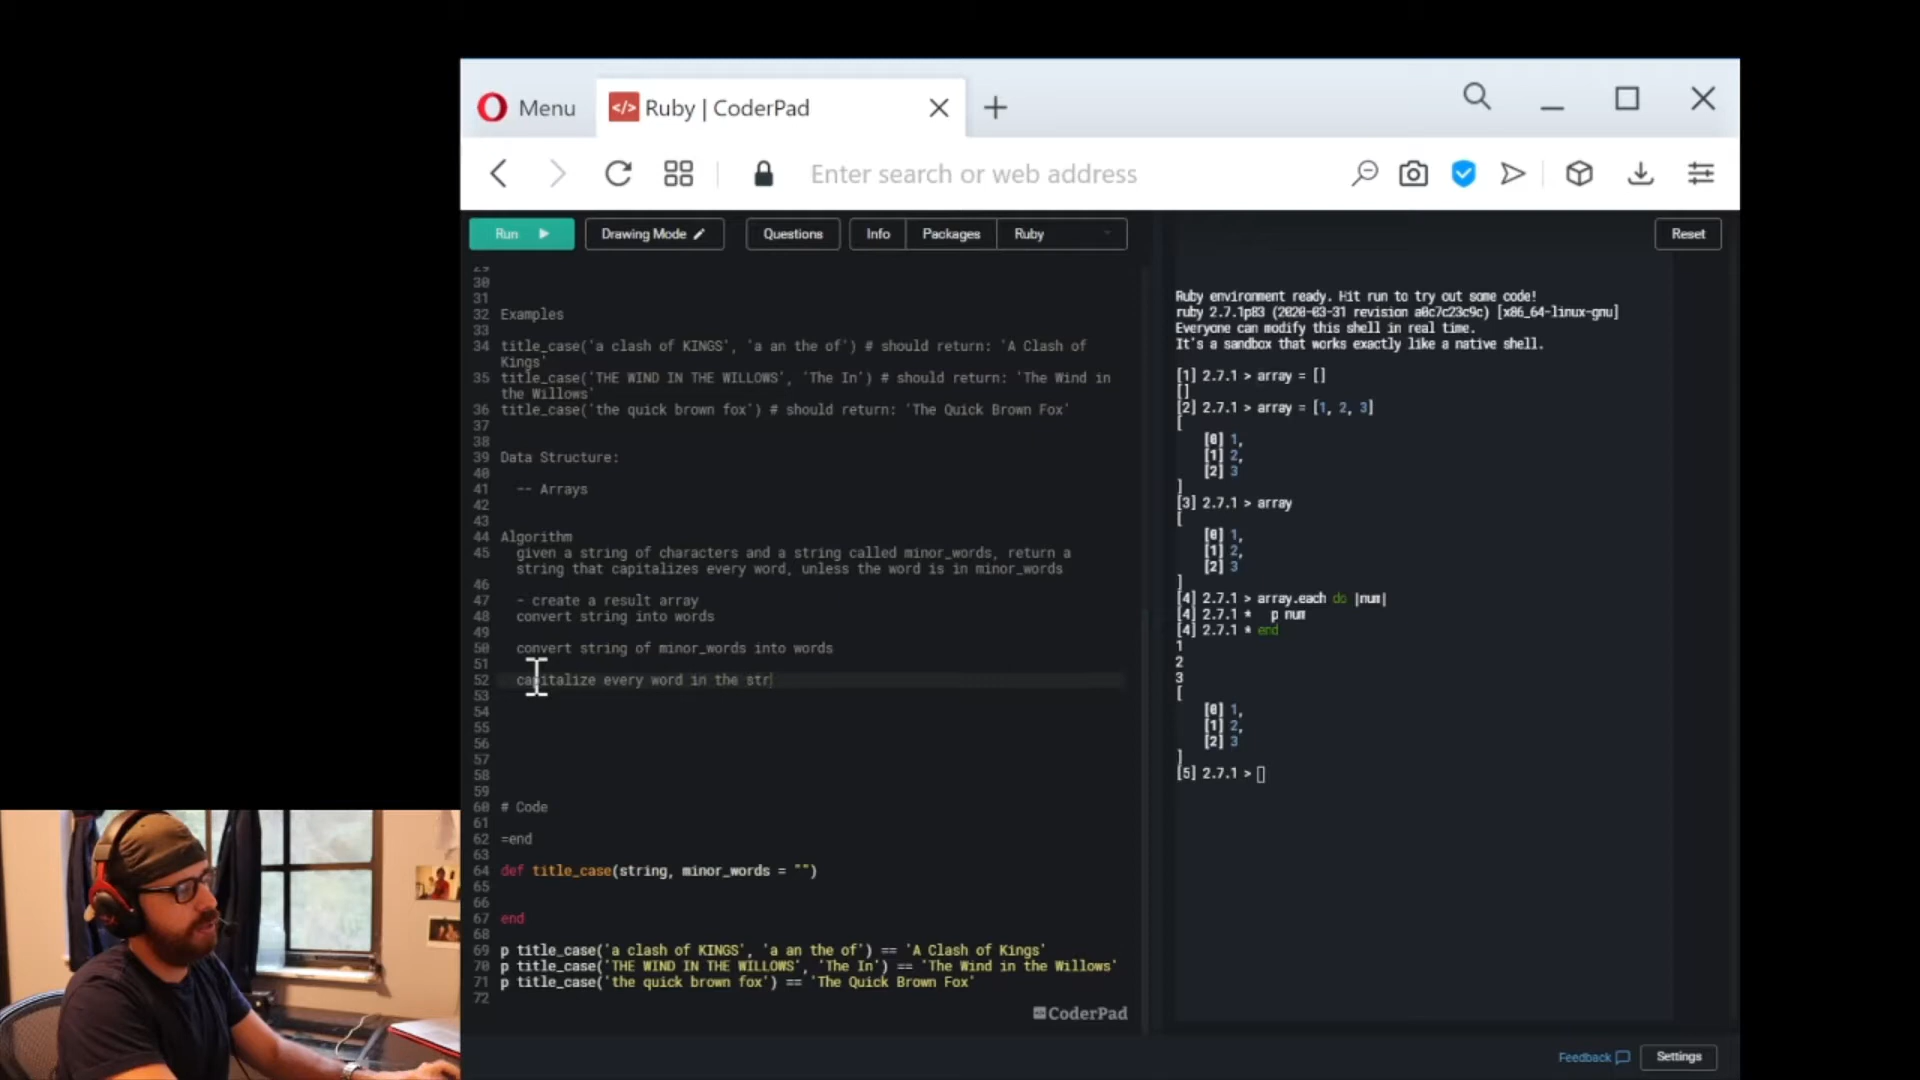 Menu
</> Ruby | CoderPad
Enter search or web address
Run
Drawing Mode
Questions
Info
Packages
Ruby
Reset
29
30
31
32 Examples
33
34 title_case('a clash of KINGS', 'a an the of') # should return: 'A Clash of
Kings'
35 title_case('THE WIND IN THE WILLOWS', 'The In') # should return: 'The Wind in
the Willows'
36 title_case('the quick brown fox') # should return: 'The Quick Brown Fox'
37
38
39 Data Structure:
40
41 -- Arrays
42
43
44 Algorithm
45 given a string of characters and a string called minor_words, return a
string that capitalizes every word, unless the word is in minor_words
46
47 - create a result array
48 convert string into words
49
50 convert string of minor_words into words
51
52 capitalize every word in the str
53
54
55
56
57
58
59
60 # Code
61
62 =end
63
64 def title_case(string, minor_words = "")
65
66
67 end
68
69 p title_case('a clash of KINGS', 'a an the of') == 'A Clash of Kings'
70 p title_case('THE WIND IN THE WILLOWS', 'The In') == 'The Wind in the Willows'
71 p title_case('the quick brown fox') == 'The Quick Brown Fox'
72
CoderPad
Ruby environment ready. Hit run to try out some code!
ruby 2.7.1p83 (2020-03-31 revision a0c7c23c9c) [x86_64-linux-gnu]
Everyone can modify this shell in real time.
It's a sandbox that works exactly like a native shell.
[1] 2.7.1 > array = []
[]
[2] 2.7.1 > array = [1, 2, 3]
[
[0] 1,
[1] 2,
[2] 3
]
[3] 2.7.1 > array
[
[0] 1,
[1] 2,
[2] 3
]
[4] 2.7.1 > array.each do |num|
[4] 2.7.1 * p num
[4] 2.7.1 * end
1
2
3
[
[0] 1,
[1] 2,
[2] 3
]
[5] 2.7.1 >
Feedback
Settings